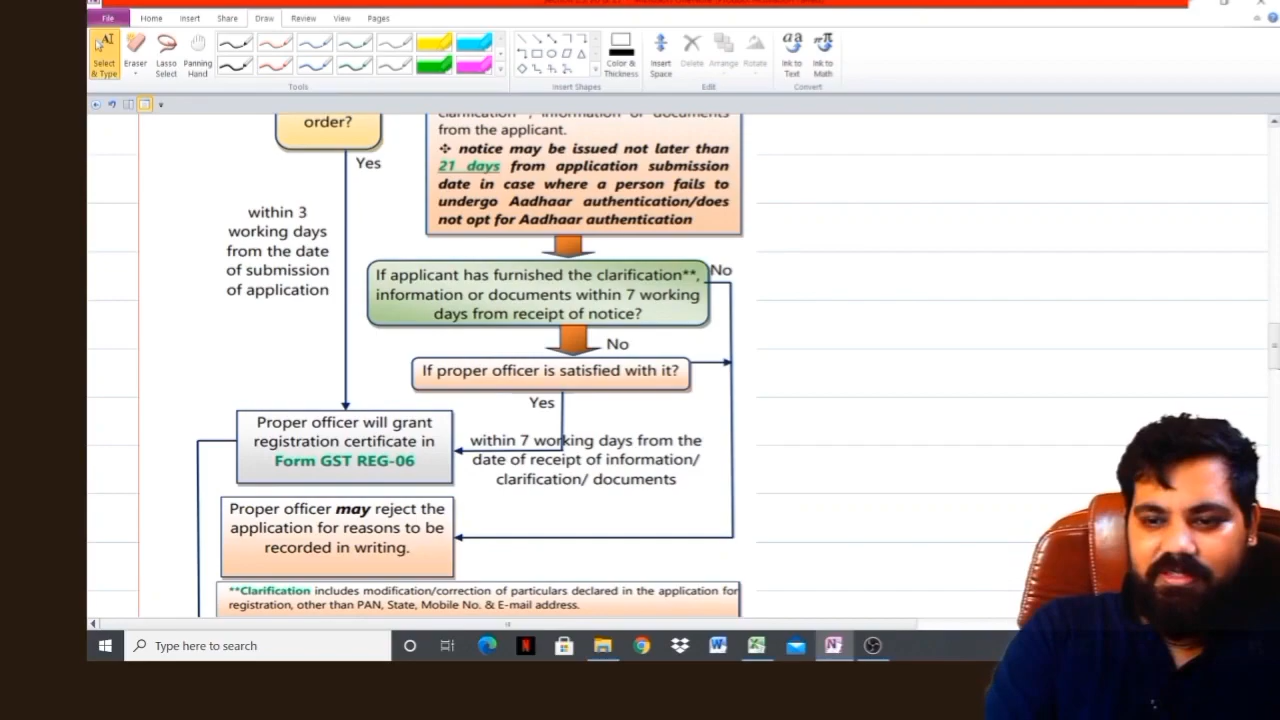 File
Home
Insert
Share
Draw
Review
View
Pages
Select
& Type
Eraser
Lasso
Select
Panning
Hand
Color &
Thickness
Insert
Space
Delete
Arrange
Rotate
Ink to
Text
Ink to
Math
Tools
Insert Shapes
Edit
Convert
order?
Yes
within 3
working days
from the date
of submission
of application
from the applicant.
❖ notice may be issued not later than
21 days from application submission
date in case where a person fails to
undergo Aadhaar authentication/does
not opt for Aadhaar authentication
If applicant has furnished the clarification**,
information or documents within 7 working
days from receipt of notice?
No
No
If proper officer is satisfied with it?
Yes
within 7 working days from the
date of receipt of information/
clarification/ documents
Proper officer will grant
registration certificate in
Form GST REG-06
Proper officer may reject the
application for reasons to be
recorded in writing.
**Clarification includes modification/correction of particulars declared in the application for
registration, other than PAN, State, Mobile No. & E-mail address.
Type here to search